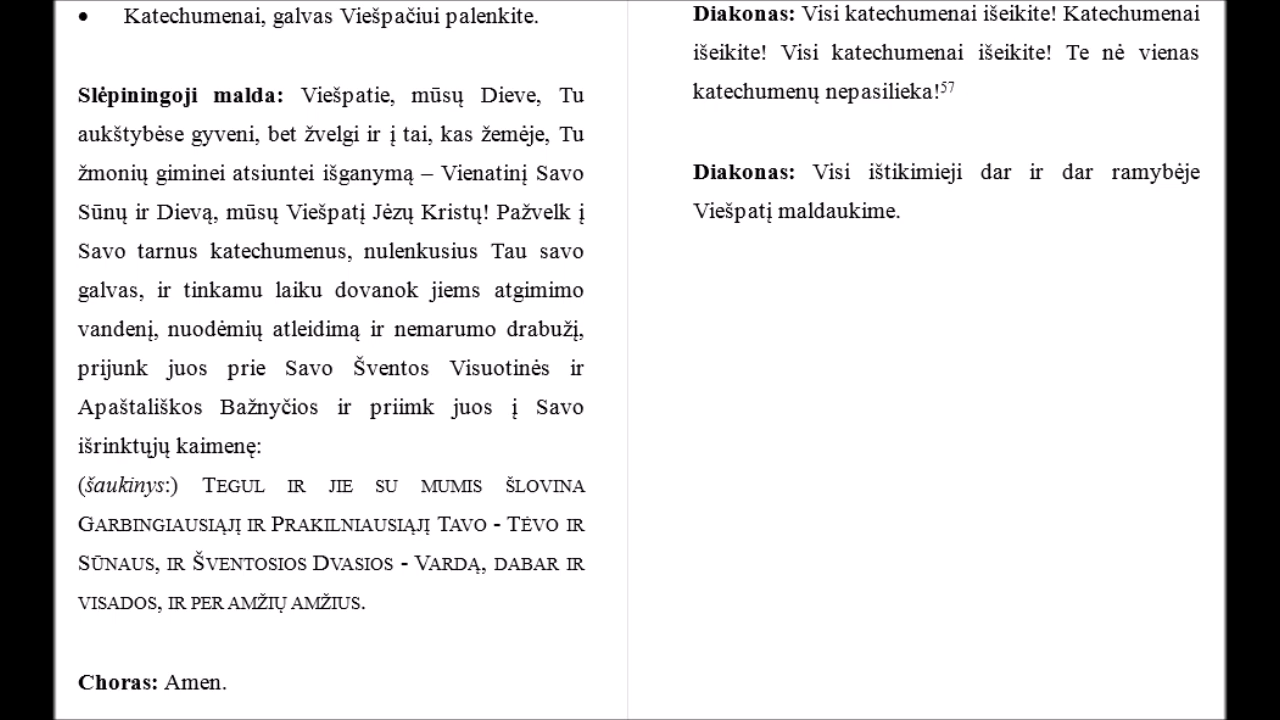 • Katechumenai, galvas Viešpačiui palenkite.
Slėpiningoji malda: Viešpatie, mūsų Dieve, Tu
aukštybėse gyveni, bet žvelgi ir į tai, kas žemėje, Tu
žmonių giminei atsiuntei išganymą – Vienatinį Savo
Sūnų ir Dievą, mūsų Viešpatį Jėzų Kristų! Pažvelk į
Savo tarnus katechumenus, nulenkusius Tau savo
galvas, ir tinkamu laiku dovanok jiems atgimimo
vandenį, nuodėmių atleidimą ir nemarumo drabužį,
prijunk juos prie Savo Šventos Visuotinės ir
Apaštališkos Bažnyčios ir priimk juos į Savo
išrinktųjų kaimenę:
(šaukinys:) TEGUL IR JIE SU MUMIS ŠLOVINA
GARBINGIAUSIĄJĮ IR PRAKILNIAUSIĄJĮ TAVO - TĖVO IR
SŪNAUS, IR ŠVENTOSIOS DVASIOS - VARDĄ, DABAR IR
VISADOS, IR PER AMŽIŲ AMŽIUS.
Choras: Amen.
Diakonas: Visi katechumenai išeikite! Katechumenai
išeikite! Visi katechumenai išeikite! Te nė vienas
katechumenų nepasilieka!57
Diakonas: Visi ištikimieji dar ir dar ramybėje
Viešpatį maldaukime.